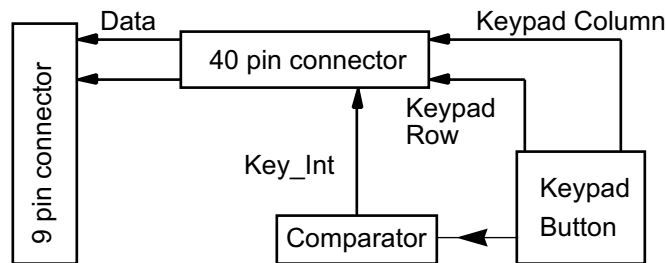 Data
Keypad Column
40 pin connector
9 pin connector
Keypad
Row
Key_Int
Keypad
Button
Comparator